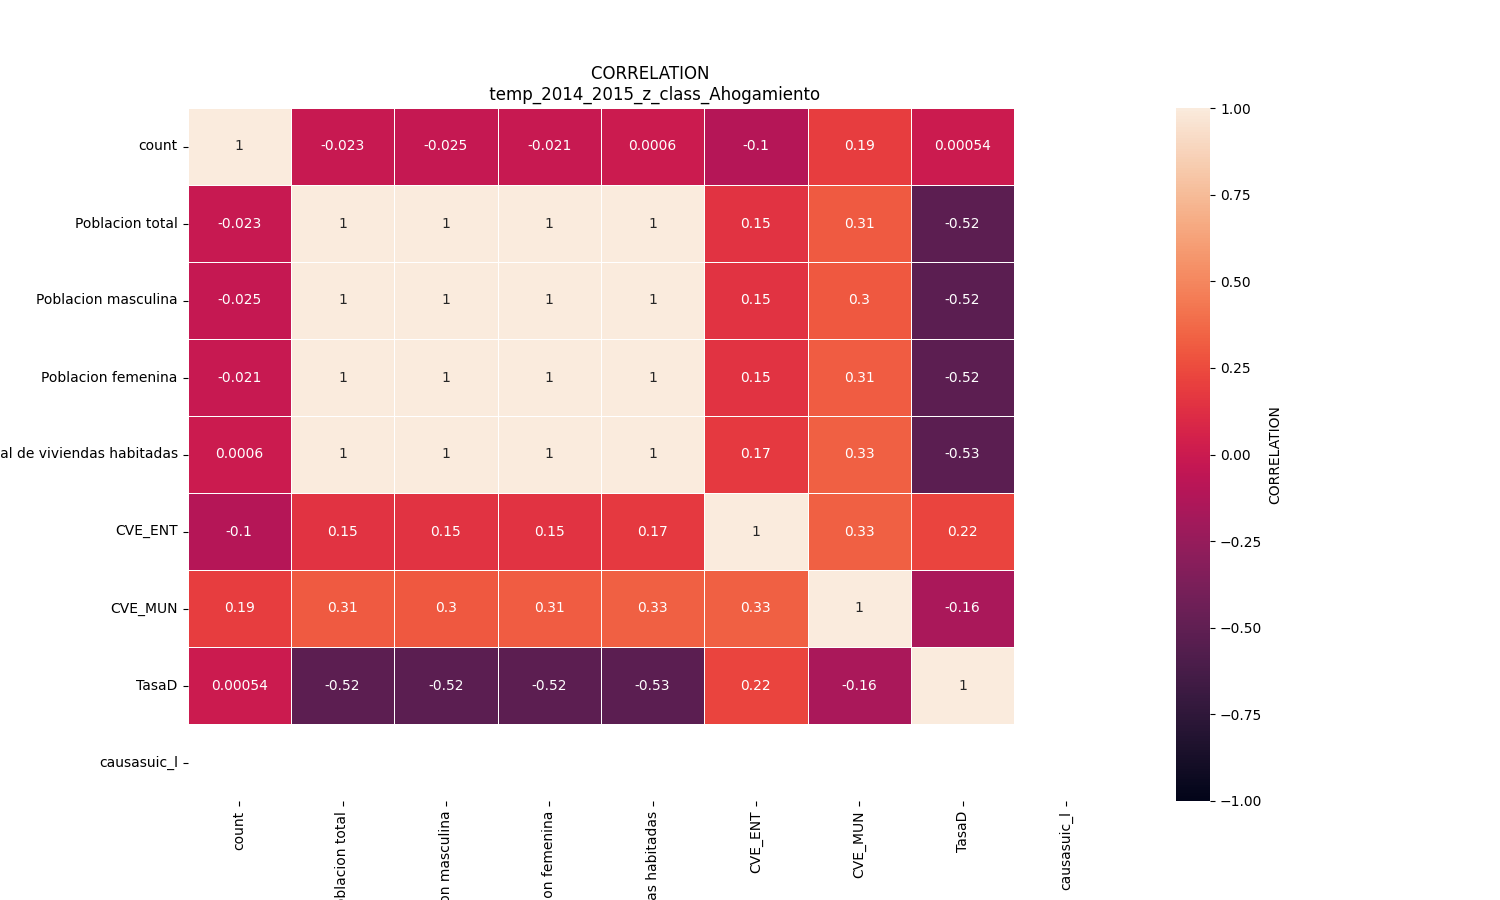 CORRELATION
temp_2014_2015_z_class_Ahogamiento
count
1 -0.023 -0.025 -0.021 0.0006 -0.1 0.19 0.00054
Poblacion total
-0.023 1 1 1 1 0.15 0.31 -0.52
Poblacion masculina
-0.025 1 1 1 1 0.15 0.3 -0.52
Poblacion femenina
-0.021 1 1 1 1 0.15 0.31 -0.52
al de viviendas habitadas
0.0006 1 1 1 1 0.17 0.33 -0.53
CVE_ENT
-0.1 0.15 0.15 0.15 0.17 1 0.33 0.22
CVE_MUN
0.19 0.31 0.3 0.31 0.33 0.33 1 -0.16
TasaD
0.00054 -0.52 -0.52 -0.52 -0.53 0.22 -0.16 1
causasuic_l
count
oblacion total
on masculina
on femenina
as habitadas
CVE_ENT
CVE_MUN
TasaD
causasuic_l
1.00
0.75
0.50
0.25
0.00
−0.25
−0.50
−0.75
−1.00
CORRELATION